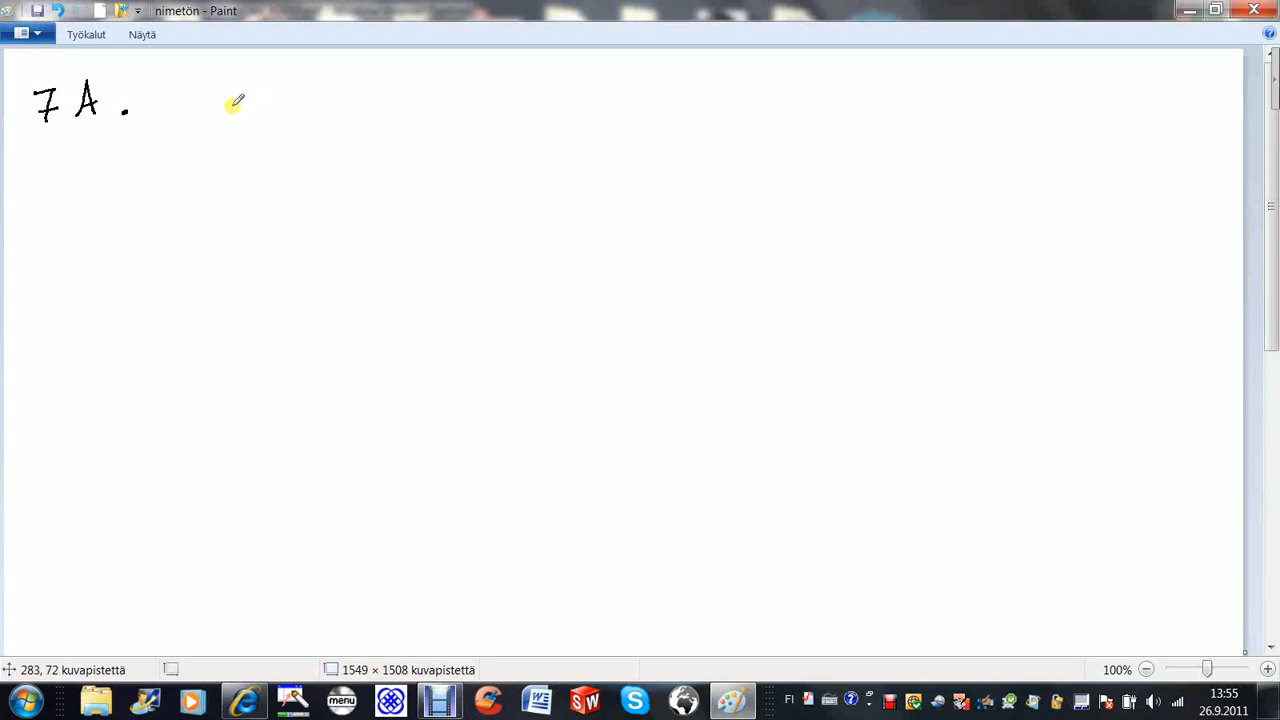 nimetön - Paint
Työkalut Näytä
7 A .
283, 72 kuvapistettä 1549 × 1508 kuvapistettä 100%
menu W SW S FI 13:55
26.9.2011